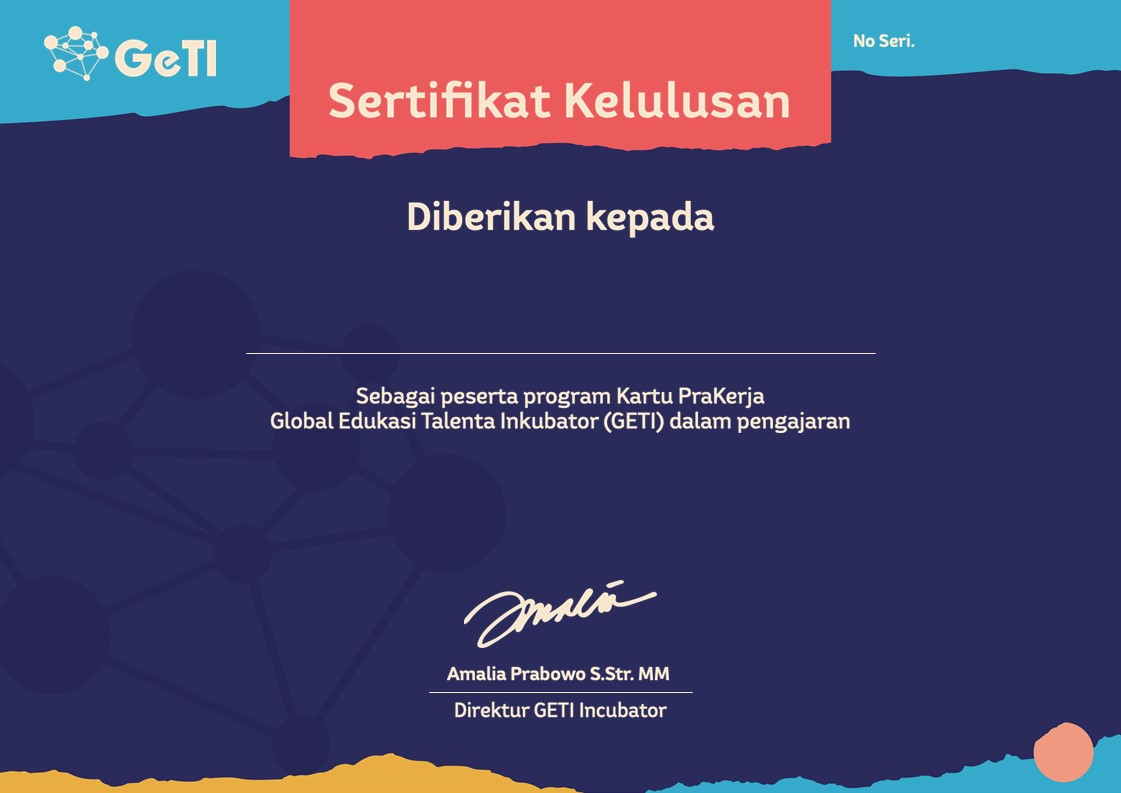 GeTI
No Seri.
Sertifikat Kelulusan
Diberikan kepada
Sebagai peserta program Kartu PraKerja
Global Edukasi Talenta Inkubator (GETI) dalam pengajaran
Amalia
Amalia Prabowo S.Str. MM
Direktur GETI Incubator